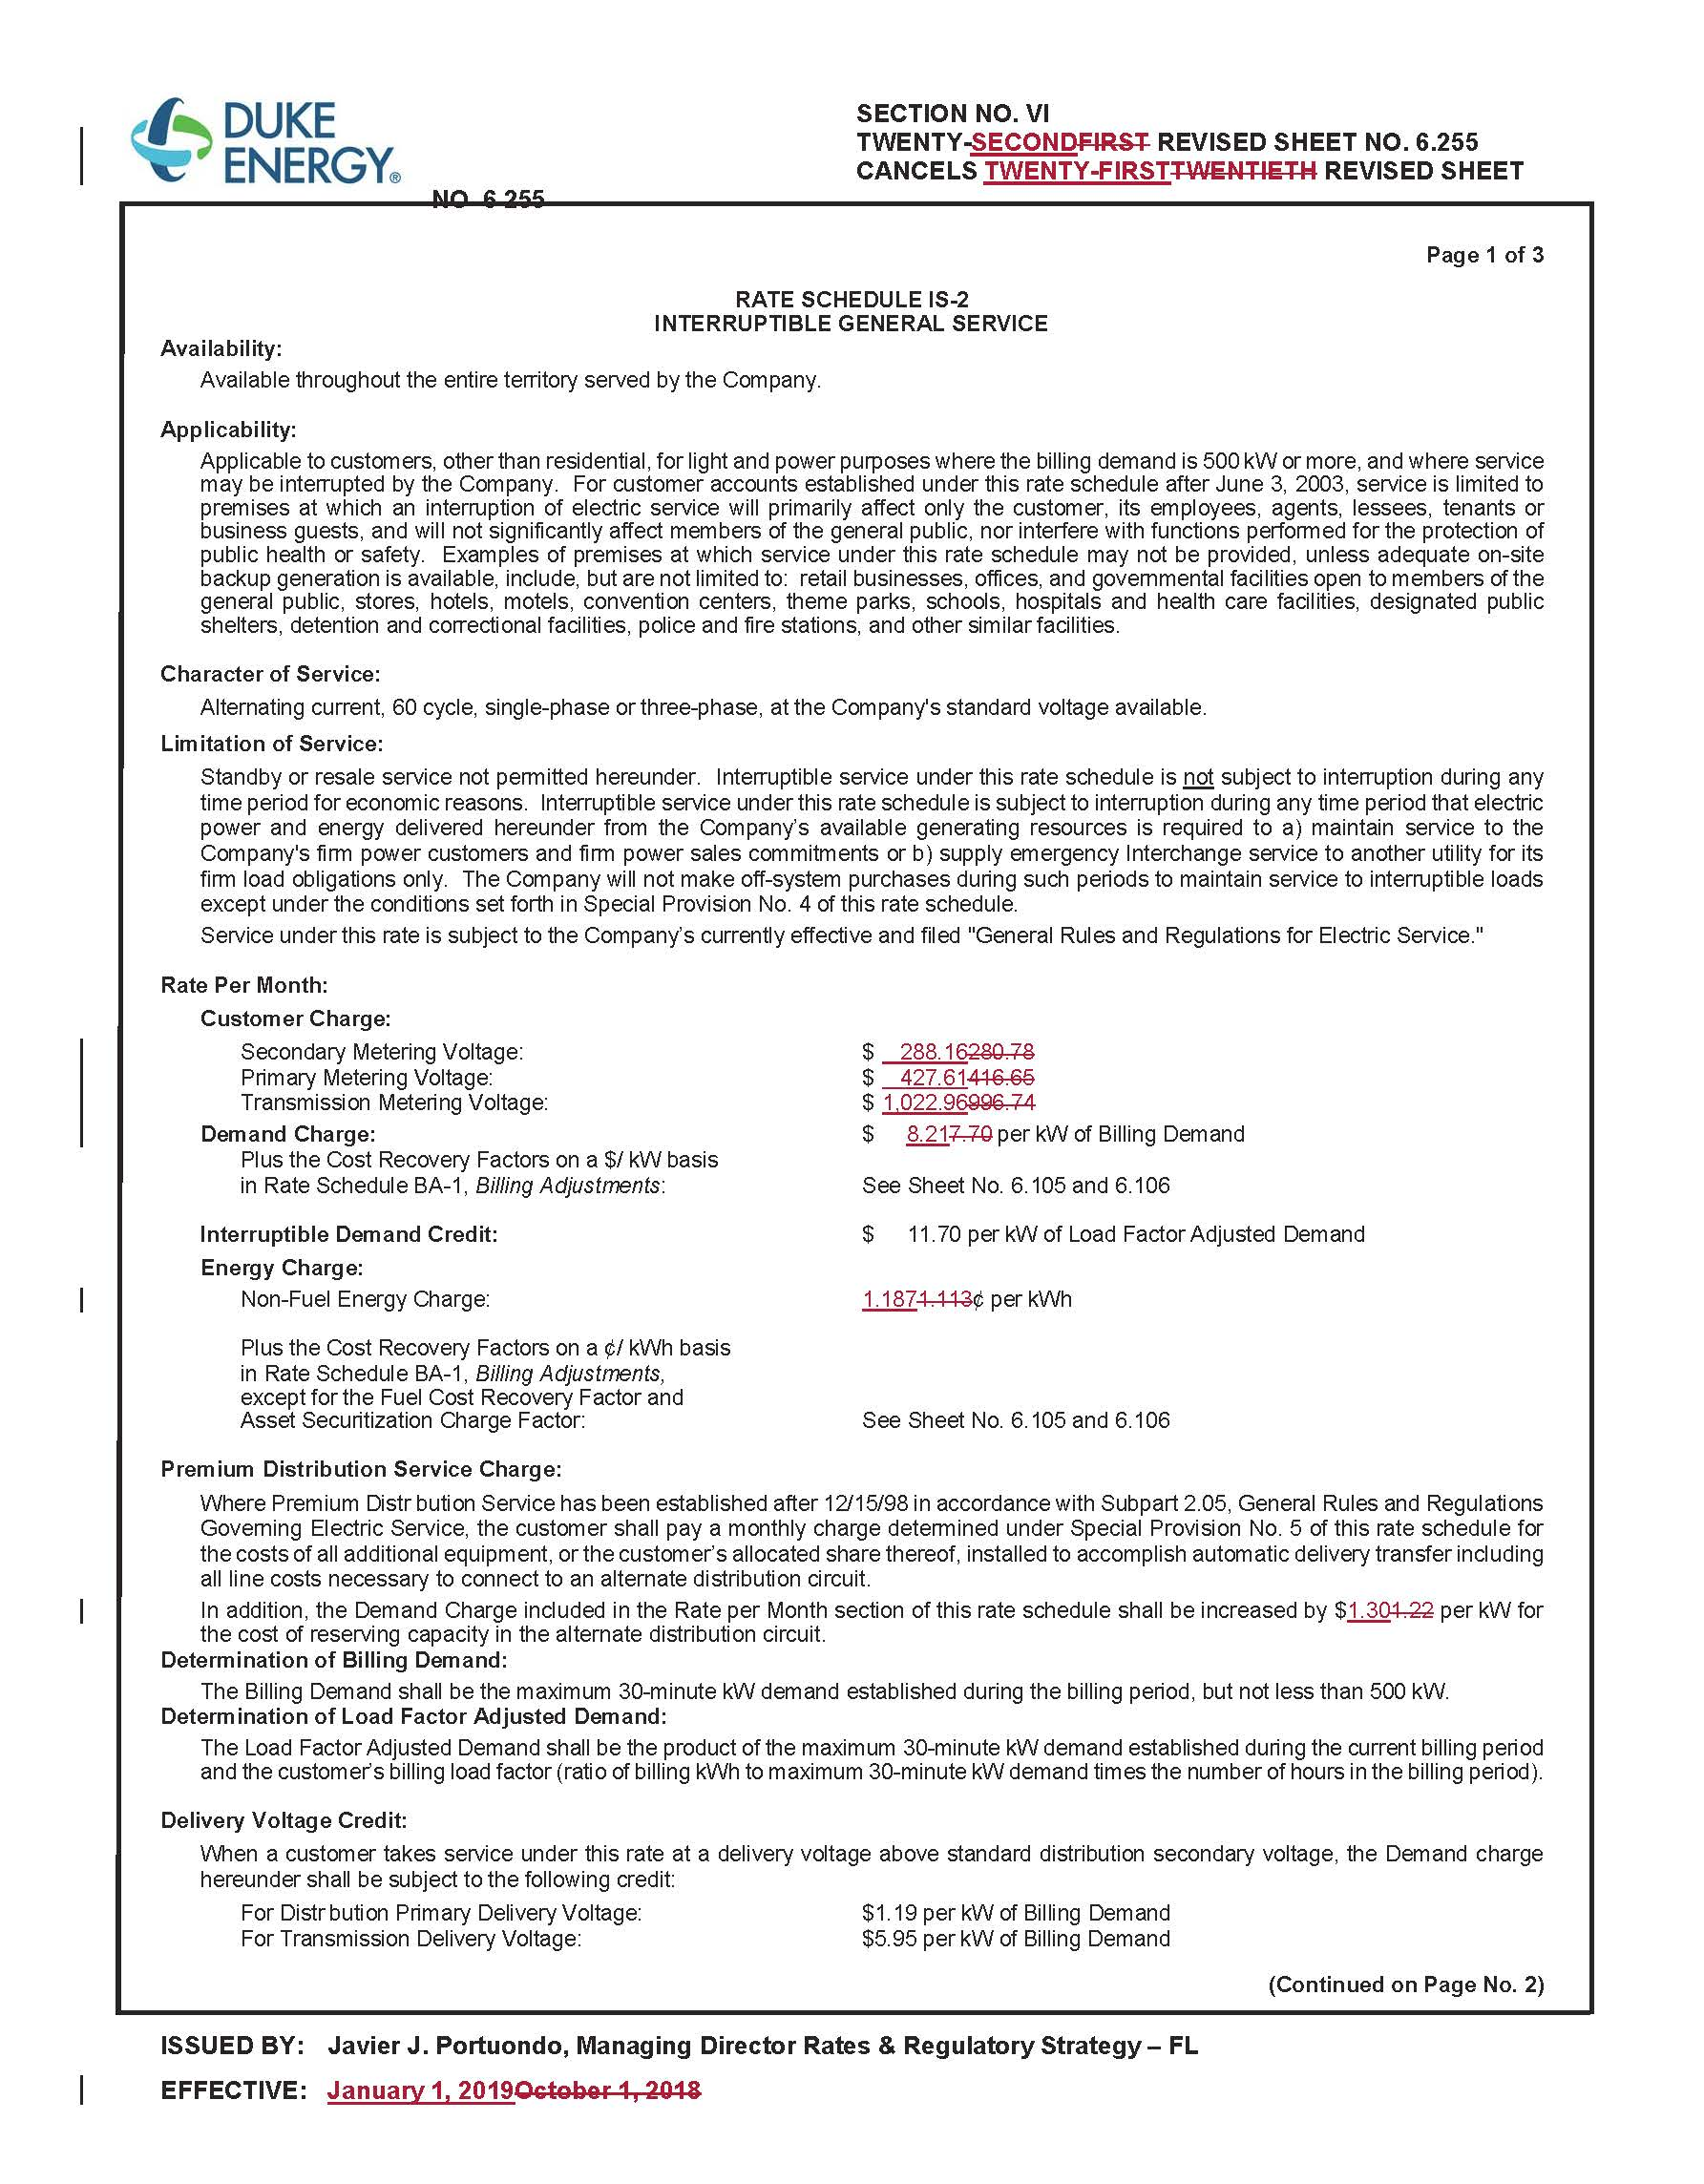 DUKE
ENERGY®
SECTION NO. VI
TWENTY-SECONDFIRST REVISED SHEET NO. 6.255
CANCELS TWENTY-FIRSTTWENTIETH REVISED SHEET
NO. 6.255
Page 1 of 3
RATE SCHEDULE IS-2
INTERRUPTIBLE GENERAL SERVICE
Availability:
Available throughout the entire territory served by the Company.
Applicability:
Applicable to customers, other than residential, for light and power purposes where the billing demand is 500 kW or more, and where service
may be interrupted by the Company. For customer accounts established under this rate schedule after June 3, 2003, service is limited to
premises at which an interruption of electric service will primarily affect only the customer, its employees, agents, lessees, tenants or
business guests, and will not significantly affect members of the general public, nor interfere with functions performed for the protection of
public health or safety. Examples of premises at which service under this rate schedule may not be provided, unless adequate on-site
backup generation is available, include, but are not limited to: retail businesses, offices, and governmental facilities open to members of the
general public, stores, hotels, motels, convention centers, theme parks, schools, hospitals and health care facilities, designated public
shelters, detention and correctional facilities, police and fire stations, and other similar facilities.
Character of Service:
Alternating current, 60 cycle, single-phase or three-phase, at the Company's standard voltage available.
Limitation of Service:
Standby or resale service not permitted hereunder. Interruptible service under this rate schedule is not subject to interruption during any
time period for economic reasons. Interruptible service under this rate schedule is subject to interruption during any time period that electric
power and energy delivered hereunder from the Company’s available generating resources is required to a) maintain service to the
Company's firm power customers and firm power sales commitments or b) supply emergency Interchange service to another utility for its
firm load obligations only. The Company will not make off-system purchases during such periods to maintain service to interruptible loads
except under the conditions set forth in Special Provision No. 4 of this rate schedule.
Service under this rate is subject to the Company’s currently effective and filed "General Rules and Regulations for Electric Service."
Rate Per Month:
Customer Charge:
Secondary Metering Voltage: $ 288.16280.78
Primary Metering Voltage: $ 427.61416.65
Transmission Metering Voltage: $ 1,022.96996.74
Demand Charge: $ 8.217.70 per kW of Billing Demand
Plus the Cost Recovery Factors on a $/ kW basis
in Rate Schedule BA-1, Billing Adjustments: See Sheet No. 6.105 and 6.106
Interruptible Demand Credit: $ 11.70 per kW of Load Factor Adjusted Demand
Energy Charge:
Non-Fuel Energy Charge: 1.1871.113¢ per kWh
Plus the Cost Recovery Factors on a ¢/ kWh basis
in Rate Schedule BA-1, Billing Adjustments,
except for the Fuel Cost Recovery Factor and
Asset Securitization Charge Factor: See Sheet No. 6.105 and 6.106
Premium Distribution Service Charge:
Where Premium Distr bution Service has been established after 12/15/98 in accordance with Subpart 2.05, General Rules and Regulations
Governing Electric Service, the customer shall pay a monthly charge determined under Special Provision No. 5 of this rate schedule for
the costs of all additional equipment, or the customer’s allocated share thereof, installed to accomplish automatic delivery transfer including
all line costs necessary to connect to an alternate distribution circuit.
In addition, the Demand Charge included in the Rate per Month section of this rate schedule shall be increased by $1.301.22 per kW for
the cost of reserving capacity in the alternate distribution circuit.
Determination of Billing Demand:
The Billing Demand shall be the maximum 30-minute kW demand established during the billing period, but not less than 500 kW.
Determination of Load Factor Adjusted Demand:
The Load Factor Adjusted Demand shall be the product of the maximum 30-minute kW demand established during the current billing period
and the customer’s billing load factor (ratio of billing kWh to maximum 30-minute kW demand times the number of hours in the billing period).
Delivery Voltage Credit:
When a customer takes service under this rate at a delivery voltage above standard distribution secondary voltage, the Demand charge
hereunder shall be subject to the following credit:
For Distr bution Primary Delivery Voltage: $1.19 per kW of Billing Demand
For Transmission Delivery Voltage: $5.95 per kW of Billing Demand
(Continued on Page No. 2)
ISSUED BY: Javier J. Portuondo, Managing Director Rates & Regulatory Strategy – FL
EFFECTIVE: January 1, 2019October 1, 2018